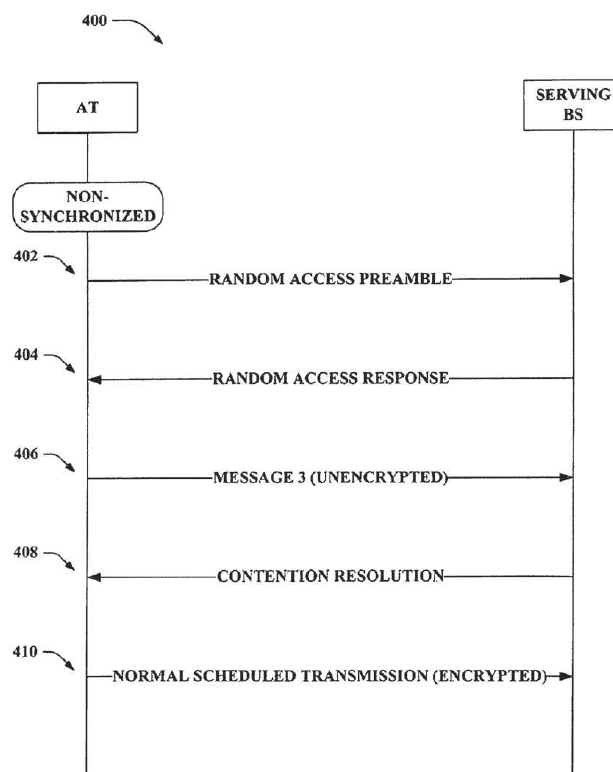 400
AT
SERVING
BS
NON-
SYNCHRONIZED
402
RANDOM ACCESS PREAMBLE
404
RANDOM ACCESS RESPONSE
406
MESSAGE 3 (UNENCRYPTED)
408
CONTENTION RESOLUTION
410
NORMAL SCHEDULED TRANSMISSION (ENCRYPTED)